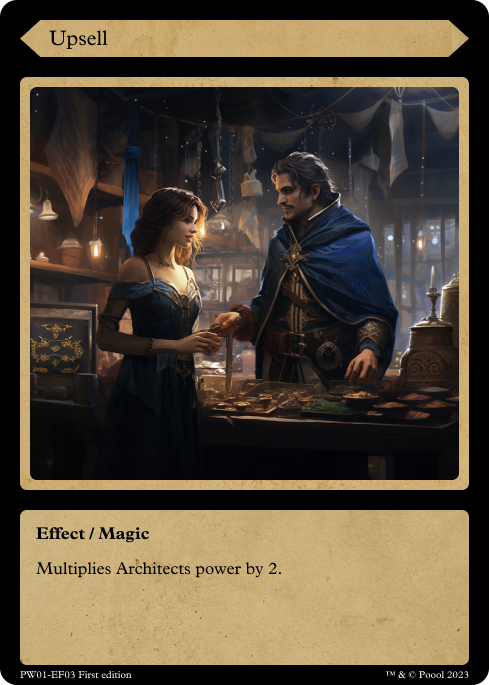 Upsell
Effect / Magic
Multiplies Architects power by 2.
PW01-EF03 First edition
™ & © Poool 2023